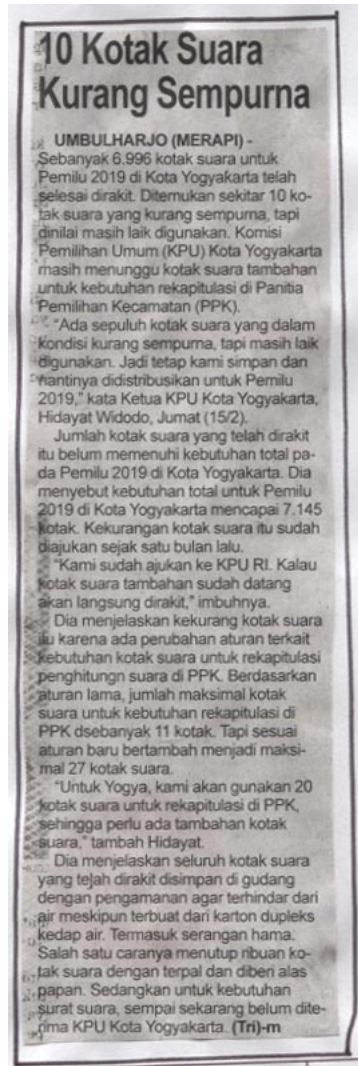 10 Kotak Suara
Kurang Sempurna
UMBULHARJO (MERAPI) -
Sebanyak 6.996 kotak suara untuk
Pemilu 2019 di Kota Yogyakarta telah
selesai dirakit. Ditemukan sekitar 10 ko-
tak suara yang kurang sempurna, tapi
dinilai masih laik digunakan. Komisi
Pemilihan Umum (KPU) Kota Yogyakarta
masih menunggu kotak suara tambahan
untuk kebutuhan rekapitulasi di Panitia
Pemilihan Kecamatan (PPK).
"Ada sepuluh kotak suara yang dalam
kondisi kurang sempurna, tapi masih laik
digunakan. Jadi tetap kami simpan dan
nantinya didistribusikan untuk Pemilu
2019," kata Ketua KPU Kota Yogyakarta,
Hidayat Widodo, Jumat (15/2).
Jumlah kotak suara yang telah dirakit
itu belum memenuhi kebutuhan total pa-
da Pemilu 2019 di Kota Yogyakarta. Dia
menyebut kebutuhan total untuk Pemilu
2019 di Kota Yogyakarta mencapai 7.145
kotak. Kekurangan kotak suara itu sudah
diajukan sejak satu bulan lalu.
"Kami sudah ajukan ke KPU RI. Kalau
kotak suara tambahan sudah datang
akan langsung dirakit," imbuhnya.
Dia menjelaskan kekurang kotak suara
itu karena ada perubahan aturan terkait
kebutuhan kotak suara untuk rekapitulasi
penghitungn suara di PPK. Berdasarkan
aturan lama, jumlah maksimal kotak
suara untuk kebutuhan rekapitulasi di
PPK dsebanyak 11 kotak. Tapi sesuai
aturan baru bertambah menjadi maksi-
mal 27 kotak suara.
"Untuk Yogya, kami akan gunakan 20
kotak suara untuk rekapitulasi di PPK,
sehingga perlu ada tambahan kotak
suara," tambah Hidayat.
Dia menjelaskan seluruh kotak suara
yang telah dirakit disimpan di gudang
dengan pengamanan agar terhindar dari
air meskipun terbuat dari karton dupleks
kedap air. Termasuk serangan hama.
Salah satu caranya menutup ribuan ko-
tak suara dengan terpal dan diberi alas
papan. Sedangkan untuk kebutuhan
surat suara, sempai sekarang belum dite-
rima KPU Kota Yogyakarta. (Tri)-m